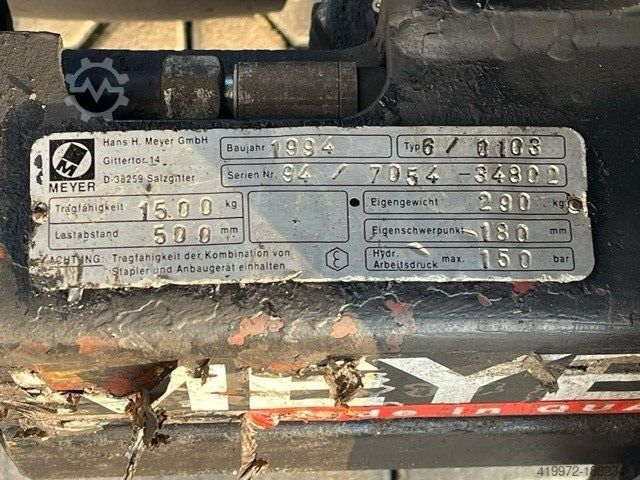 Hans H. Meyer GmbH
Gittertor 14
D-38259 Salzgitter
MEYER
Baujahr 1994 Typ 6/0103
Serien Nr. 94/7054-34802
Tragfähigkeit 1500 kg
Lastabstand 500 mm
Eigengewicht 290 kg
Eigenschwerpunkt 180 mm
Hydr. Arbeitsdruck max. 150 bar
ACHTUNG: Tragfähigkeit der Kombination von
Stapler und Anbaugerät einhalten
MEYE
Made in QUA